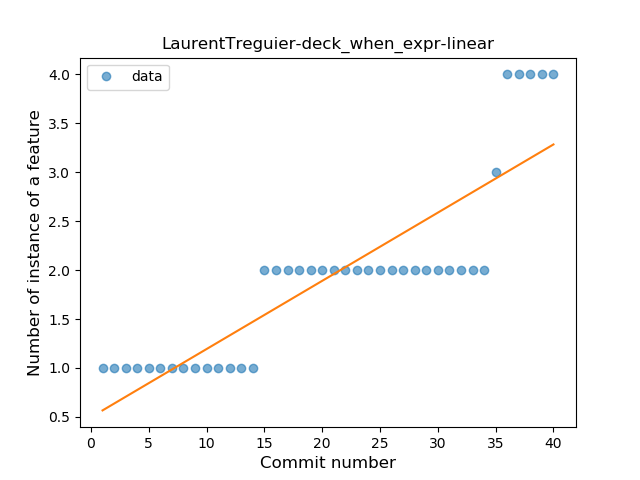 LaurentTreguier-deck_when_expr-linear
data
Number of instance of a feature
4.0
3.5
3.0
2.5
2.0
1.5
1.0
0.5
0 5 10 15 20 25 30 35 40
Commit number